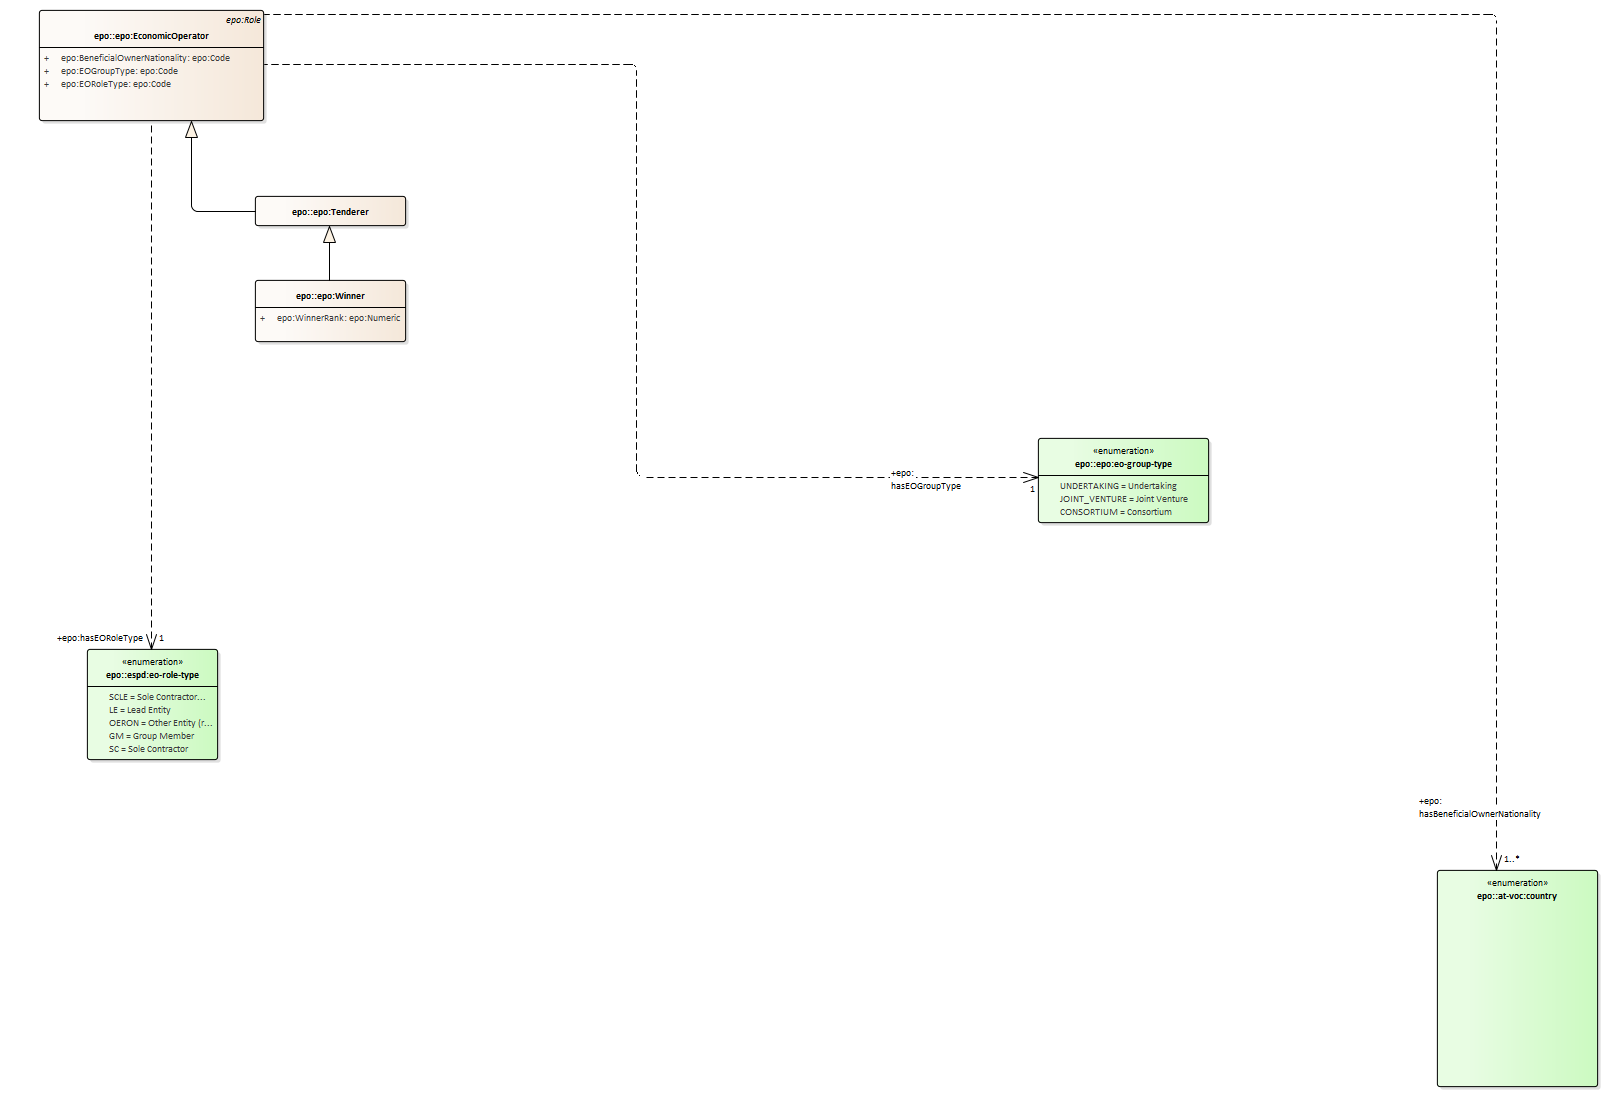 epo:Role
epo::epo:EconomicOperator
+ epo:BeneficialOwnerNationality: epo:Code
+ epo:EOGroupType: epo:Code
+ epo:EORoleType: epo:Code
epo::epo:Tenderer
epo::epo:Winner
+ epo:WinnerRank: epo:Numeric
«enumeration»
epo::epo:eo-group-type
UNDERTAKING = Undertaking
JOINT_VENTURE = Joint Venture
CONSORTIUM = Consortium
+epo:
hasEOGroupType
1
+epo:hasEORoleType
1
«enumeration»
epo::espd:eo-role-type
SCLE = Sole Contractor...
LE = Lead Entity
OERON = Other Entity (r...
GM = Group Member
SC = Sole Contractor
+epo:
hasBeneficialOwnerNationality
1..*
«enumeration»
epo::at-voc:country